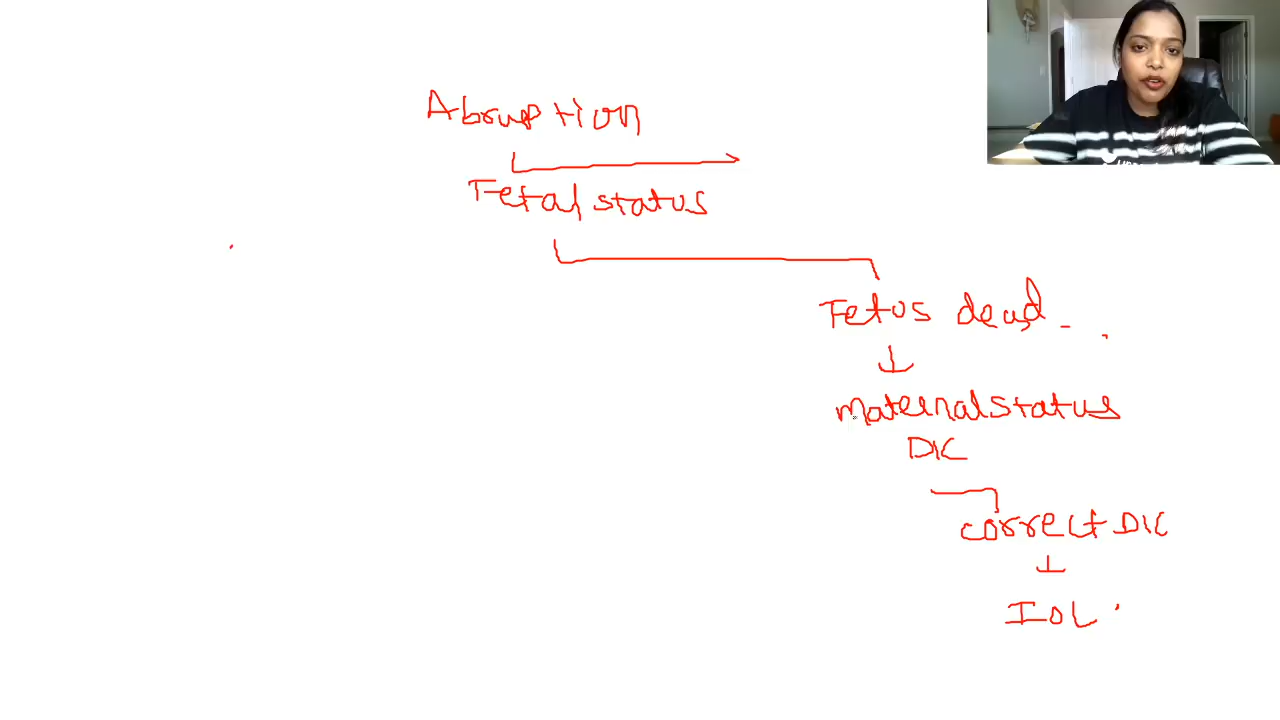 Abruption
Fetal status
Fetus dead
maternal status
DIC
correct DIC
IOL